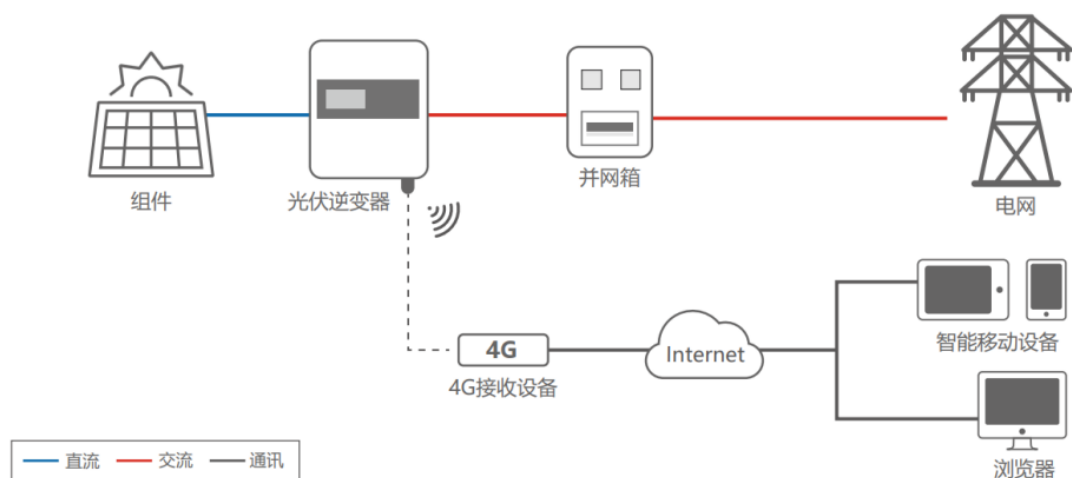 组件
光伏逆变器
并网箱
电网
4G
4G接收设备
Internet
智能移动设备
浏览器
直流
交流
通讯